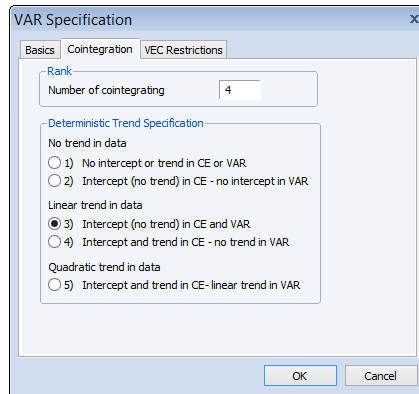 VAR Specification
x
Basics Cointegration VEC Restrictions
Rank
Number of cointegrating 4
Deterministic Trend Specification
No trend in data
1) No intercept or trend in CE or VAR
2) Intercept (no trend) in CE - no intercept in VAR
Linear trend in data
3) Intercept (no trend) in CE and VAR
4) Intercept and trend in CE - no trend in VAR
Quadratic trend in data
5) Intercept and trend in CE- linear trend in VAR
OK Cancel